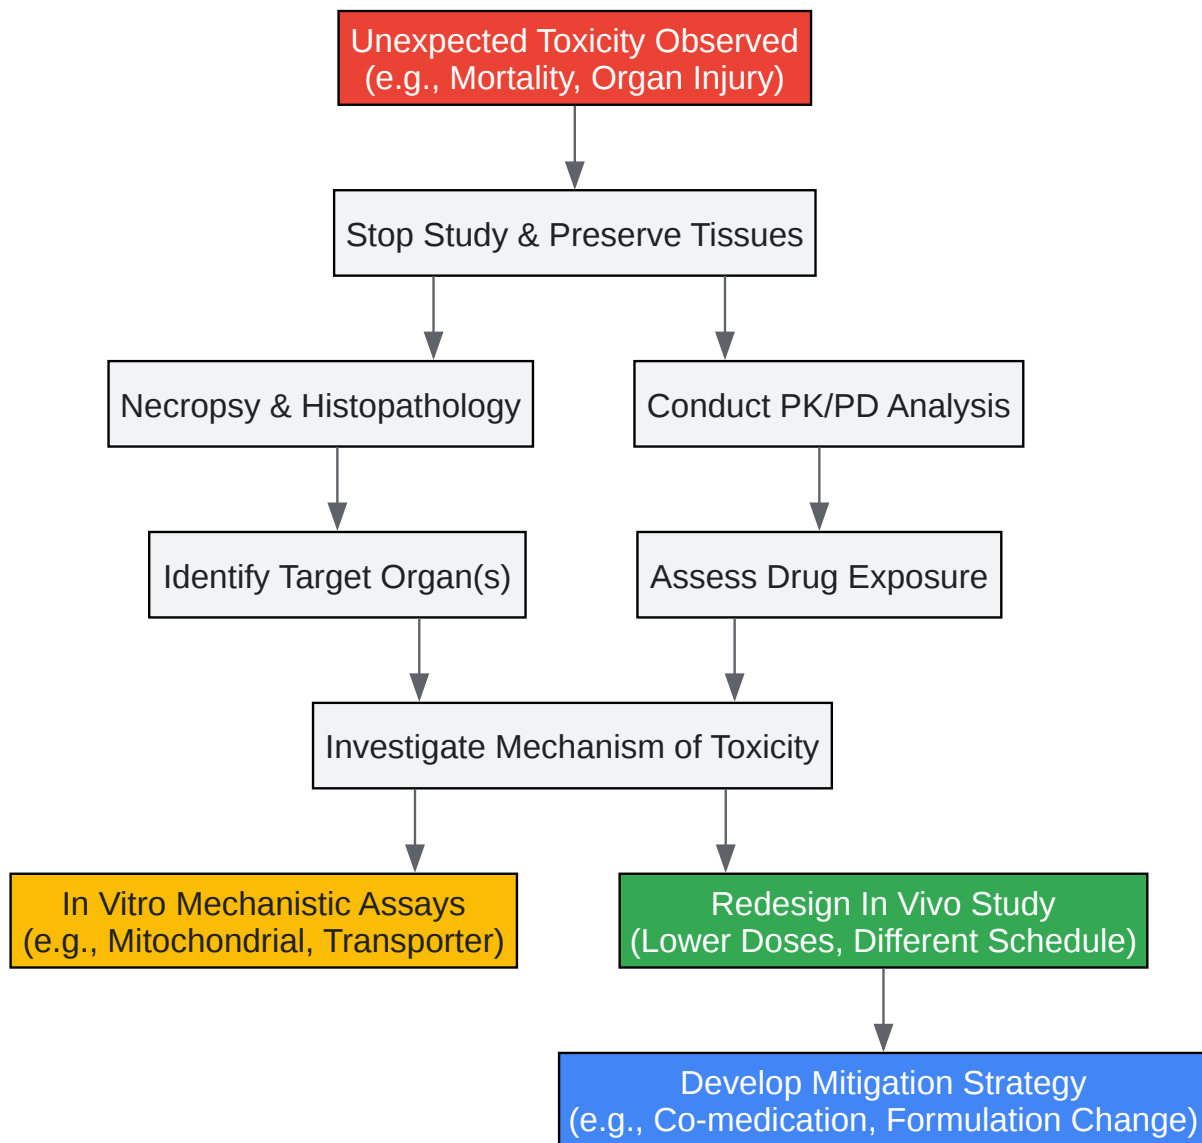 Unexpected Toxicity Observed
(e.g., Mortality, Organ Injury)
Stop Study & Preserve Tissues
Necropsy & Histopathology
Conduct PK/PD Analysis
Identify Target Organ(s)
Assess Drug Exposure
Investigate Mechanism of Toxicity
In Vitro Mechanistic Assays
(e.g., Mitochondrial, Transporter)
Redesign In Vivo Study
(Lower Doses, Different Schedule)
Develop Mitigation Strategy
(e.g., Co-medication, Formulation Change)